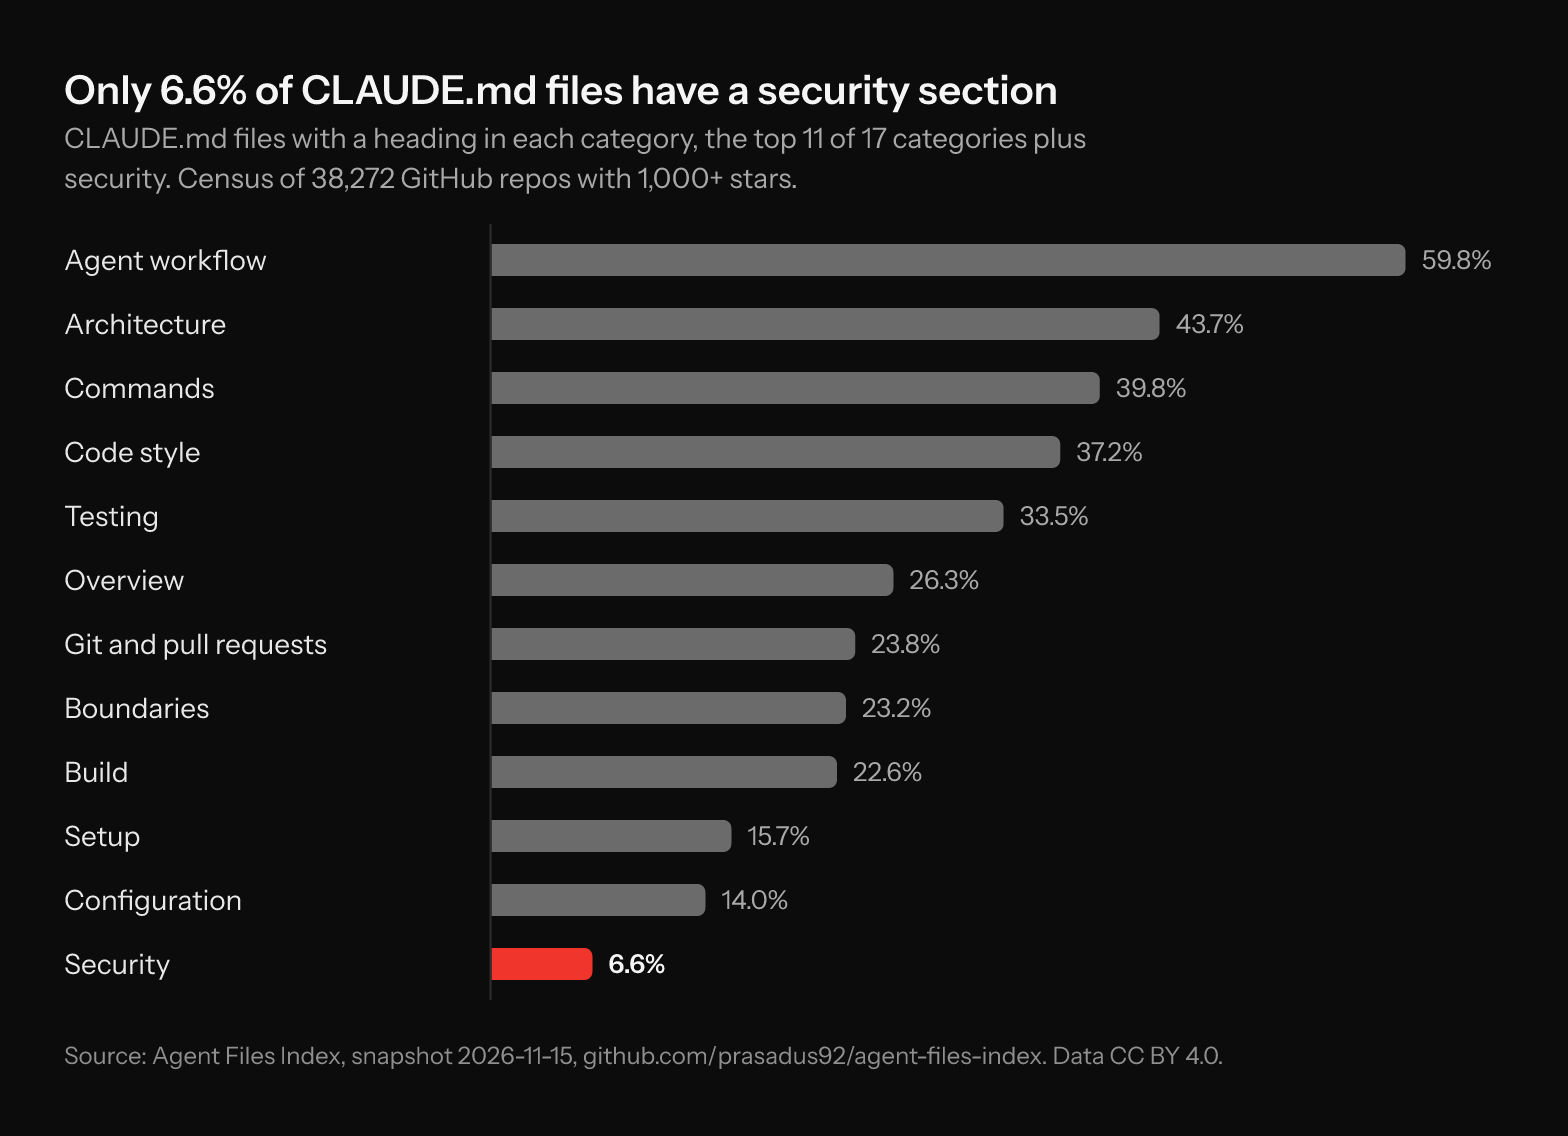 Only 6.6% of CLAUDE.md files have a security section
CLAUDE.md files with a heading in each category, the top 11 of 17 categories plus
security. Census of 38,272 GitHub repos with 1,000+ stars.
Agent workflow 59.8%
Architecture 43.7%
Commands 39.8%
Code style 37.2%
Testing 33.5%
Overview 26.3%
Git and pull requests 23.8%
Boundaries 23.2%
Build 22.6%
Setup 15.7%
Configuration 14.0%
Security 6.6%
Source: Agent Files Index, snapshot 2026-11-15, github.com/prasadus92/agent-files-index. Data CC BY 4.0.